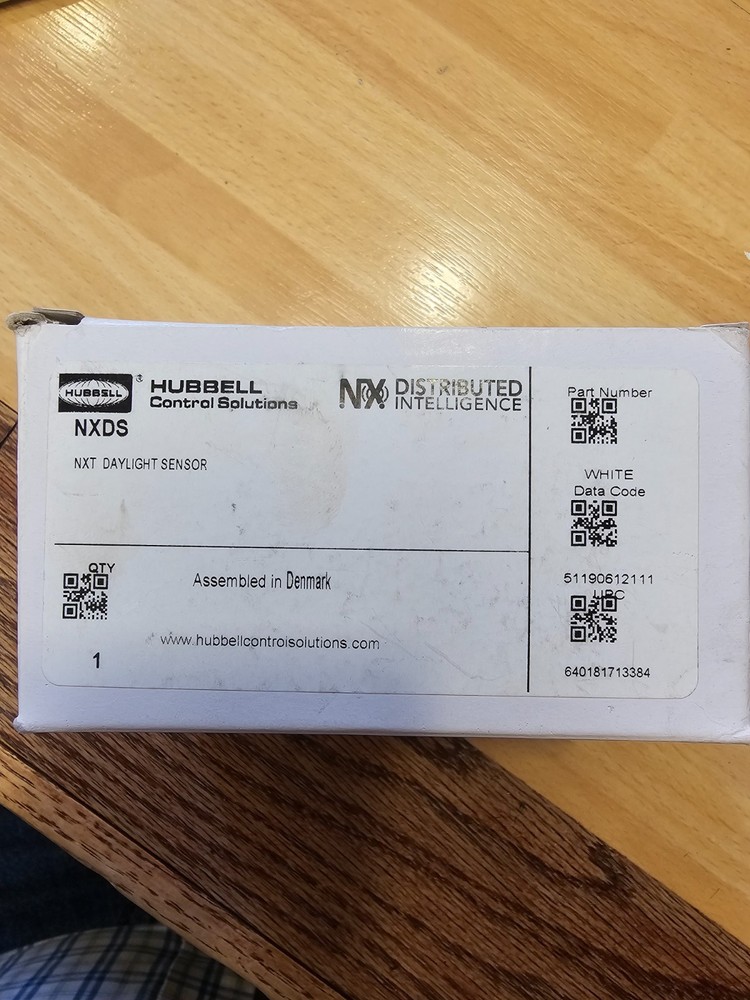 HUBBELL ®
HUBBELL
Control Solutions
NX DISTRIBUTED
INTELLIGENCE
NXDS
NXT DAYLIGHT SENSOR
QTY
1
Assembled in Denmark
www.hubbellcontrolsolutions.com
Part Number
WHITE
Data Code
51190612111
UPC
640181713384